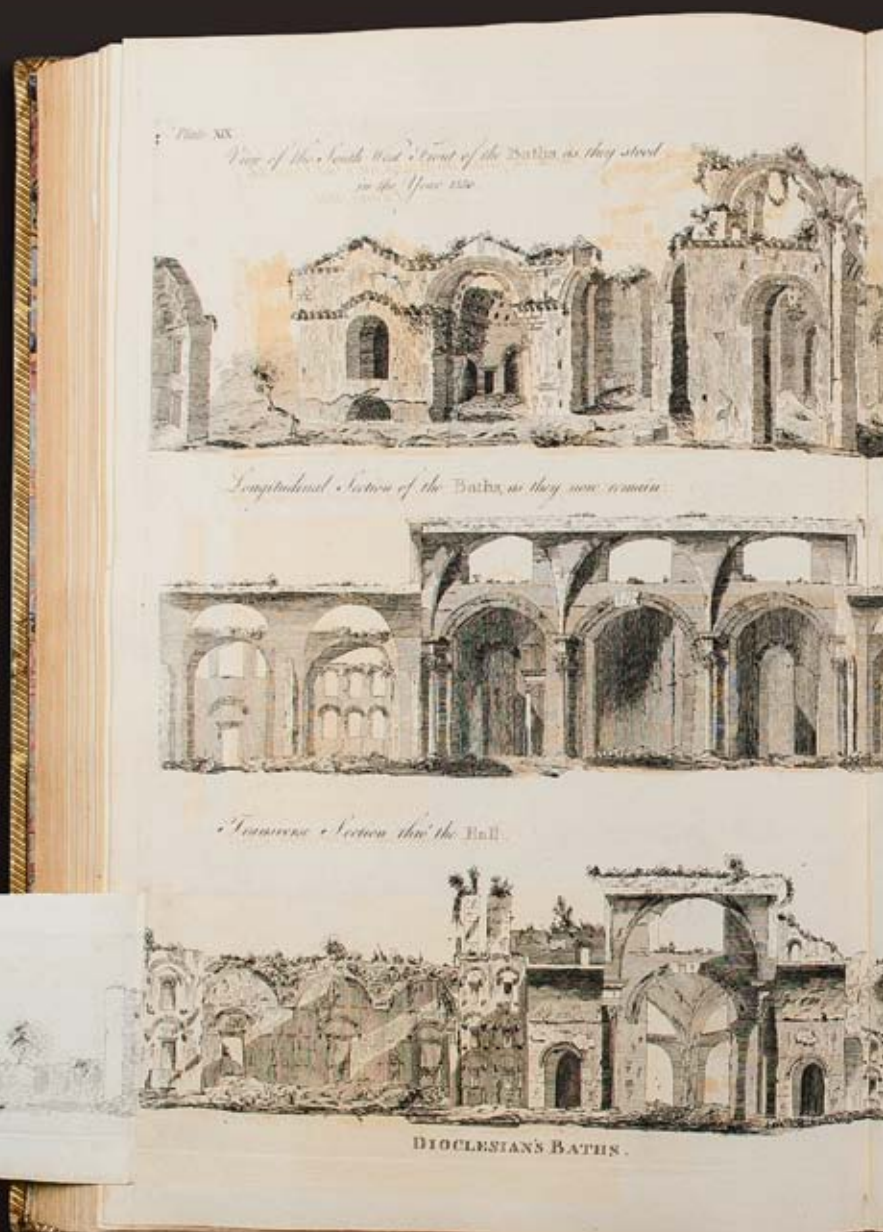 Plate XIX
View of the South West Front of the Baths, as they stood
in the Year
Longitudinal Section of the Baths, as they now remain.
Transverse Section thro' the Hall.
DIOCLESIAN'S BATHS.